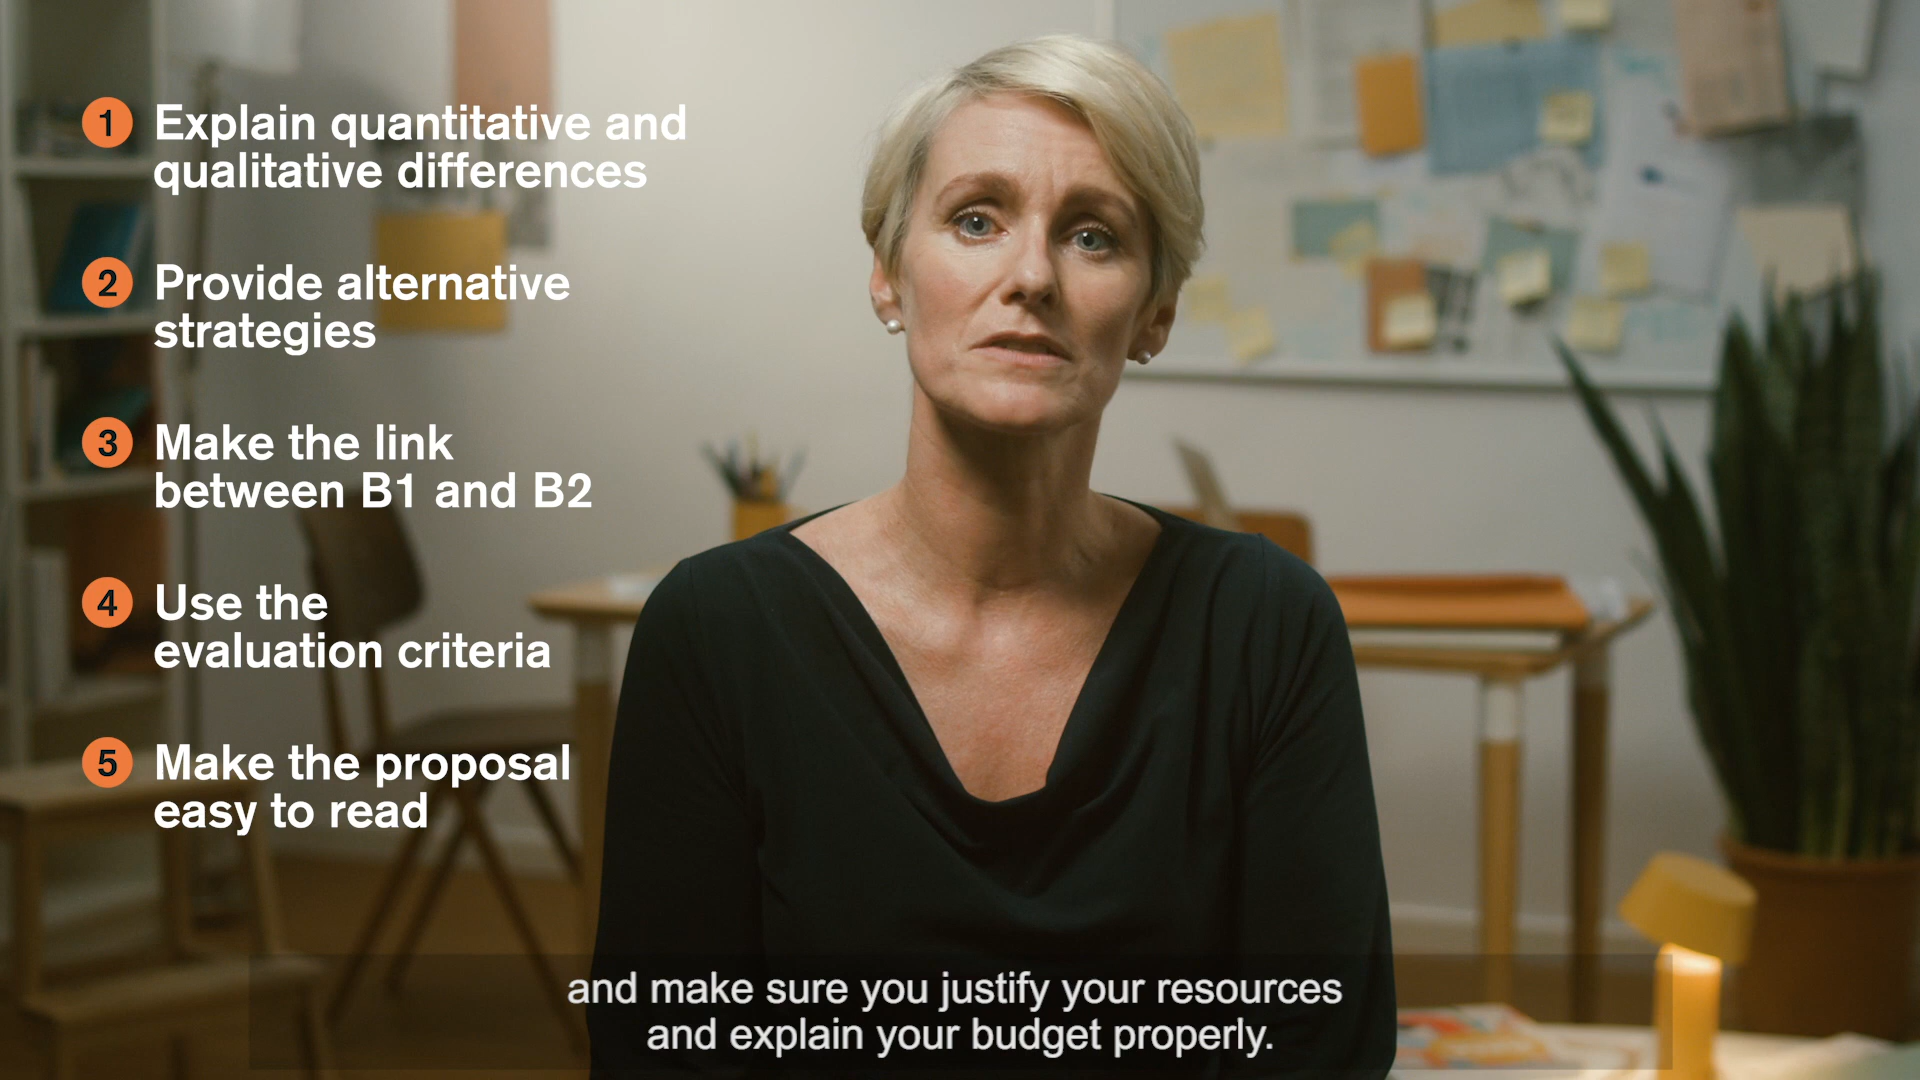 1 Explain quantitative and
qualitative differences
2 Provide alternative
strategies
3 Make the link
between B1 and B2
4 Use the
evaluation criteria
5 Make the proposal
easy to read
and make sure you justify your resources
and explain your budget properly.